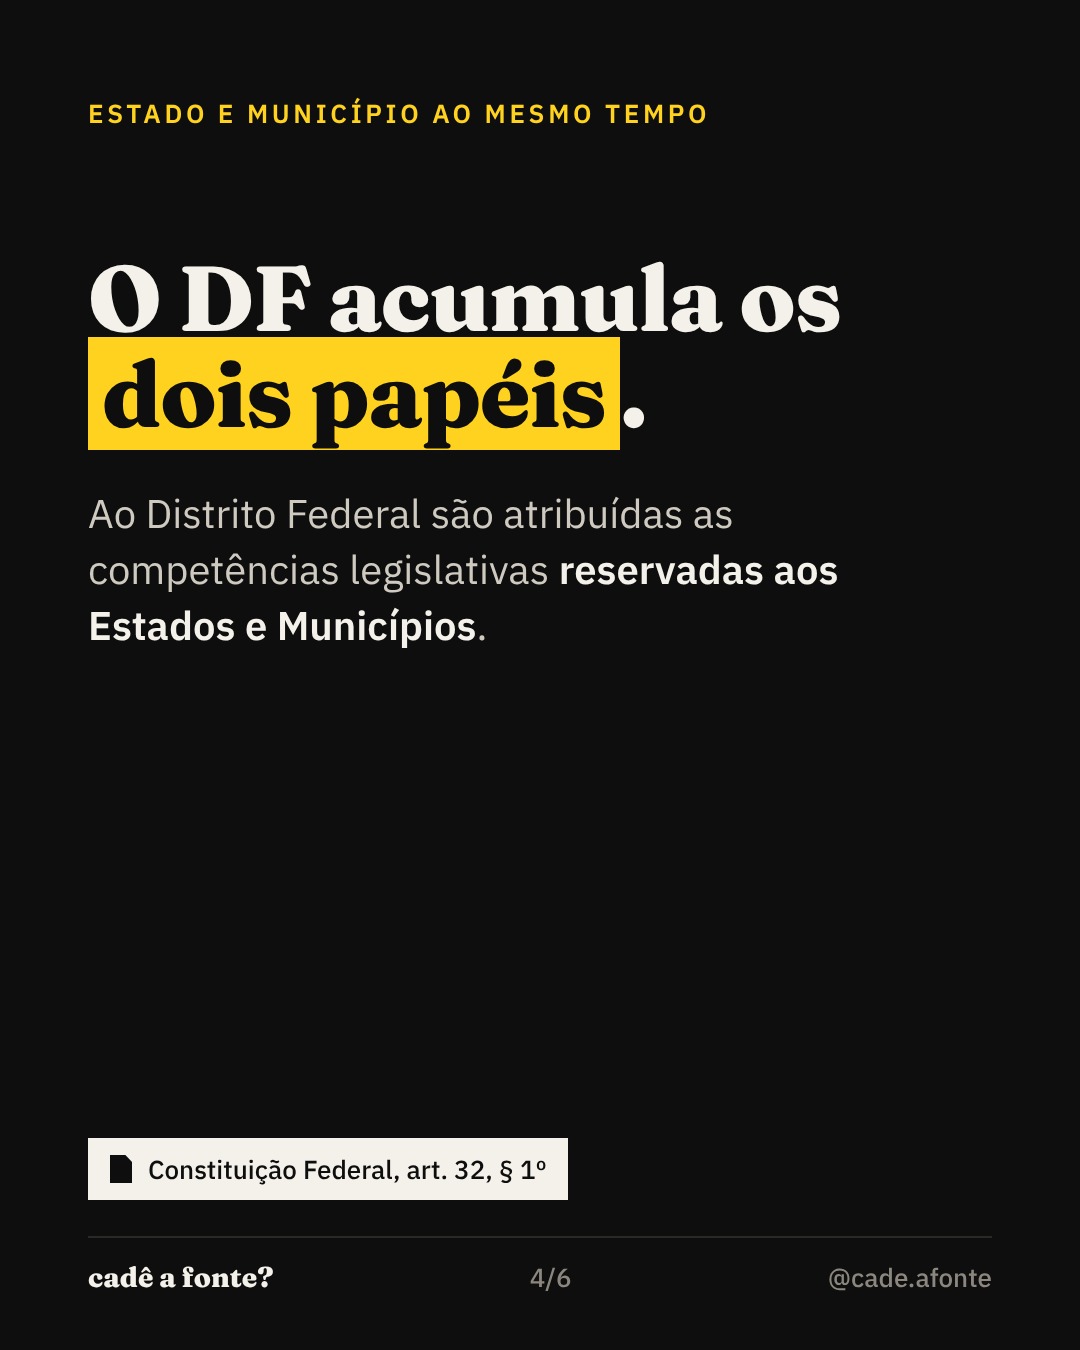 ESTADO E MUNICÍPIO AO MESMO TEMPO
O DF acumula os
dois papéis.
Ao Distrito Federal são atribuídas as
competências legislativas reservadas aos
Estados e Municípios.
Constituição Federal, art. 32, § 1º
cadê a fonte?
4/6
@cade.afonte